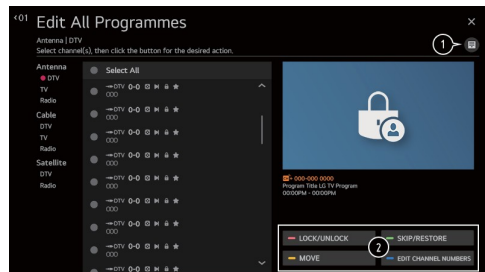 <01 Edit All Programmes
Antenna | DTV
Select channel(s), then click the button for the desired action.
1
Antenna
DTV
TV
Radio
Cable
DTV
TV
Radio
Satellite
DTV
Radio
Select All
DTV 0-0
000
DTV 0-0
000
DTV 0-0
000
DTV 0-0
000
DTV 0-0
000
DTV 0-0
000
DTV 0-0
000
DTV 0-0
000
DTV 0-0
000-000 0000
Program Title LG TV Program
00:00PM - 00:00PM
LOCK/UNLOCK
SKIP/RESTORE
2
MOVE
EDIT CHANNEL NUMBERS